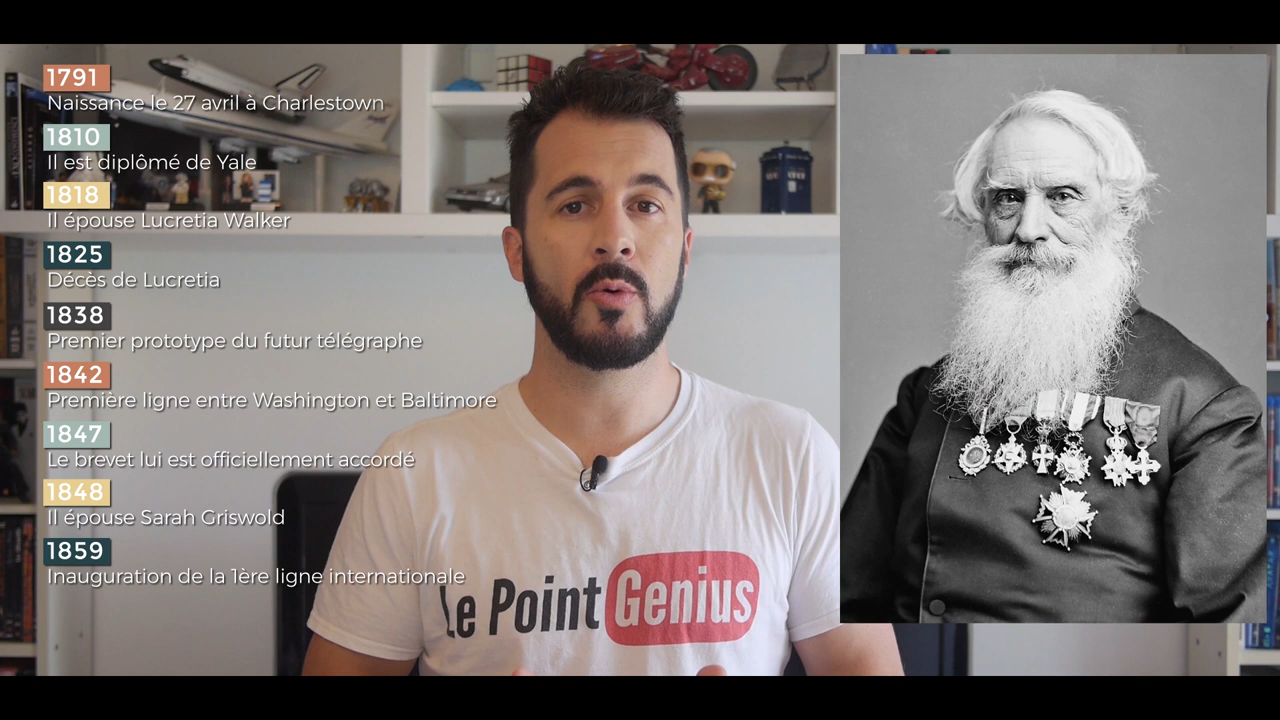 1791
Naissance le 27 avril à Charlestown
1810
Il est diplômé de Yale
1818
Il épouse Lucretia Walker
1825
Décès de Lucretia
1838
Premier prototype du futur télégraphe
1842
Première ligne entre Washington et Baltimore
1847
Le brevet lui est officiellement accordé
1848
Il épouse Sarah Griswold
1859
Inauguration de la 1ère ligne internationale
Le Point Genius